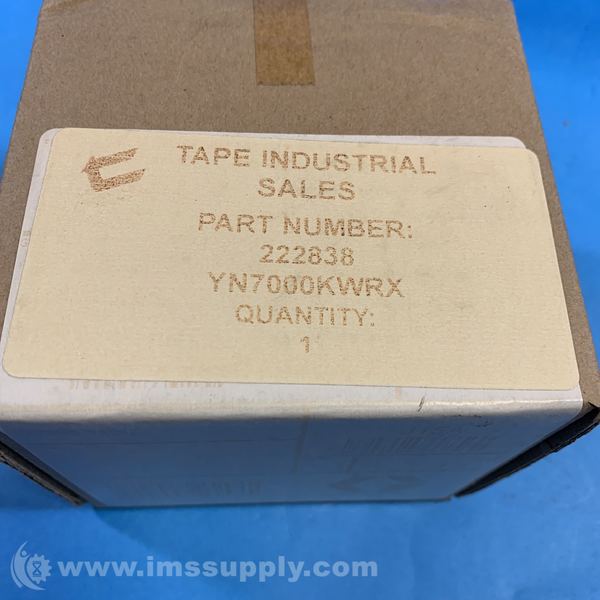 TAPE INDUSTRIAL
SALES
PART NUMBER:
222838
YN7000KWRX
QUANTITY:
1
www.imssupply.com